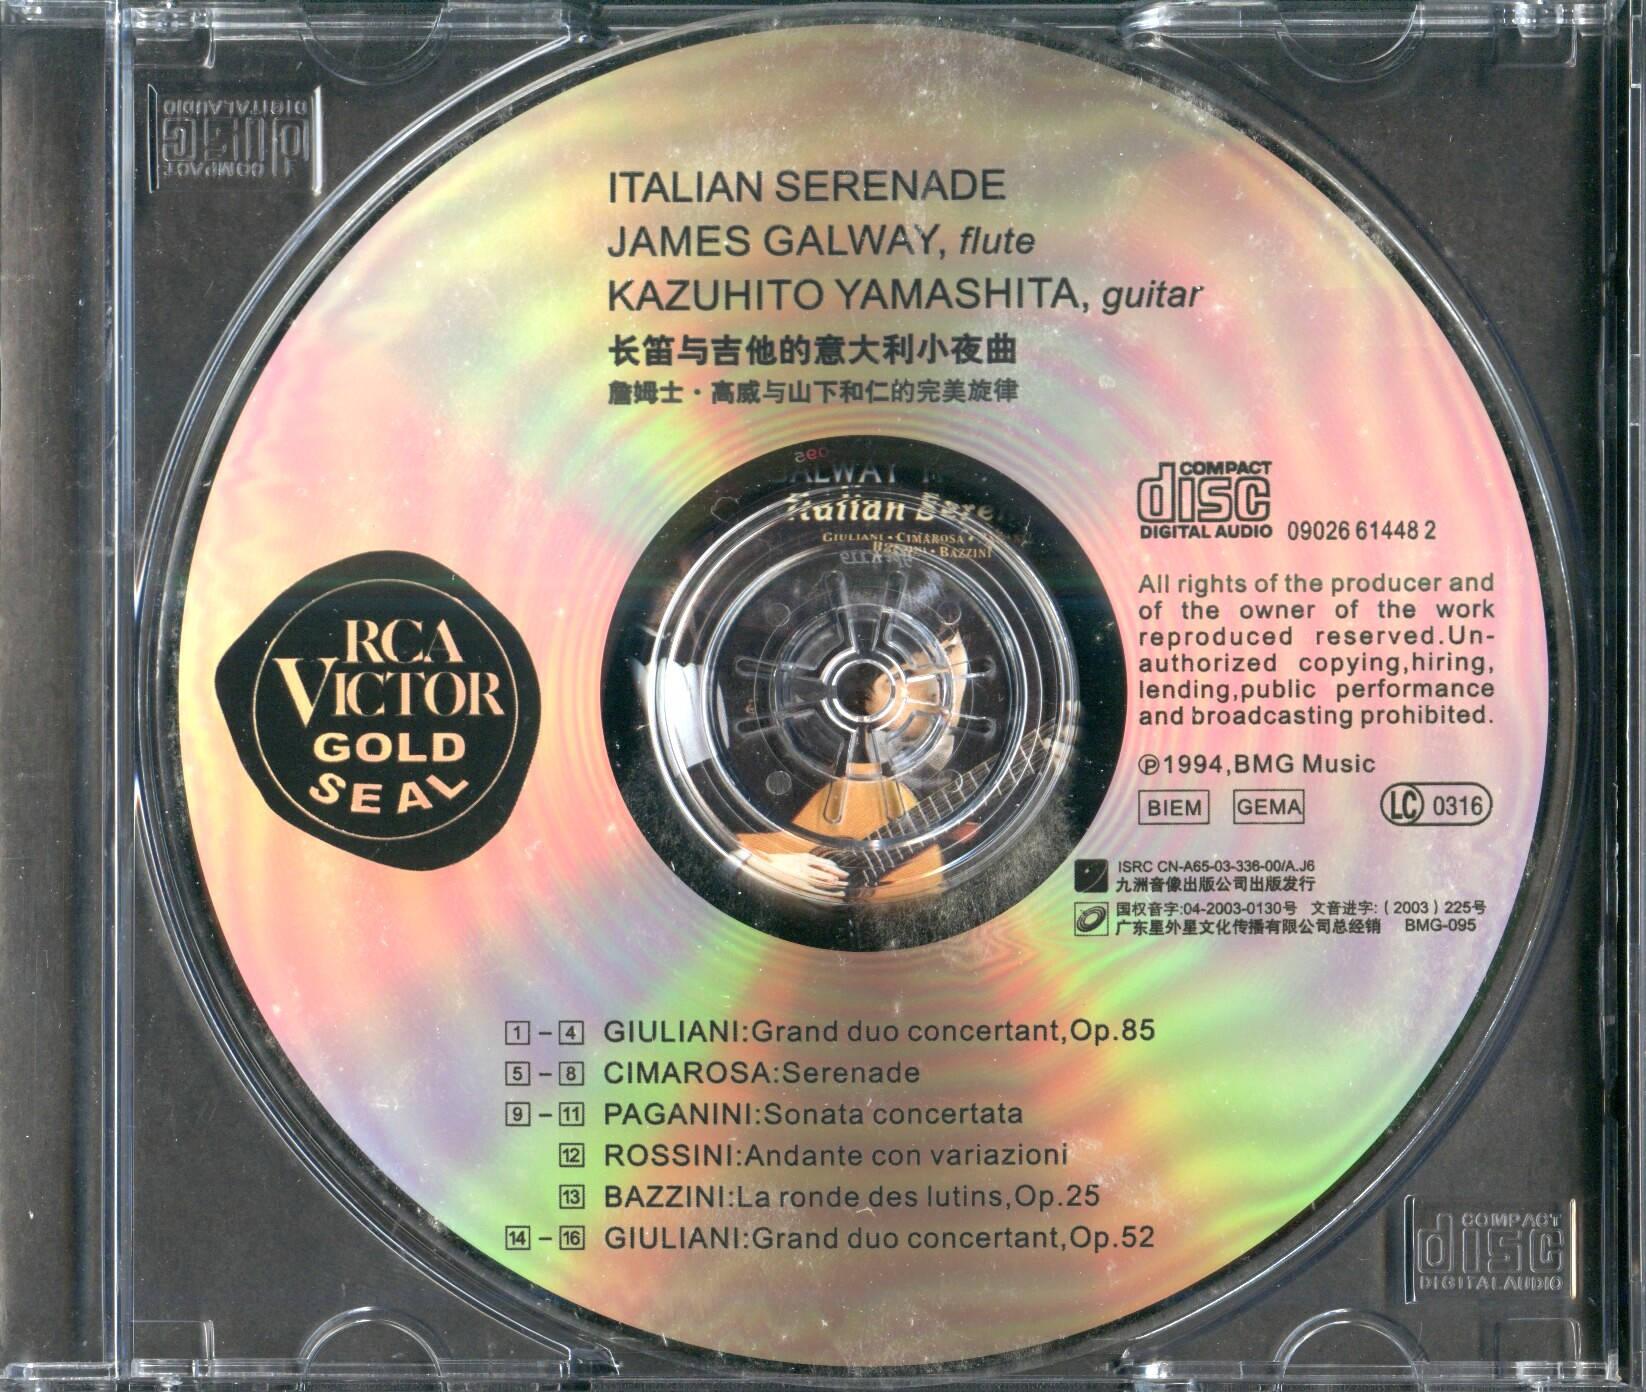 COMPACT
disc
DIGITAL AUDIO
ITALIAN SERENADE
JAMES GALWAY, flute
KAZUHITO YAMASHITA, guitar
长笛与吉他的意大利小夜曲
詹姆士·高威与山下和仁的完美旋律
095
GALWAY
Italian Seren
GIULIANI • CIMAROSA •
• BAZZINI
RCA
VICTOR
GOLD
SEAL
COMPACT
disc
DIGITAL AUDIO 09026 61448 2
All rights of the producer and
of the owner of the work
reproduced reserved.Un-
authorized copying,hiring,
lending,public performance
and broadcasting prohibited.
℗1994,BMG Music
BIEM GEMA LC 0316
ISRC CN-A65-03-336-00/A.J6
九洲音像出版公司出版发行
国权音字:04-2003-0130号 文音进字:(2003)225号
广东星外星文化传播有限公司总经销 BMG-095
1 – 4 GIULIANI:Grand duo concertant,Op.85
5 – 8 CIMAROSA:Serenade
9 – 11 PAGANINI:Sonata concertata
12 ROSSINI:Andante con variazioni
13 BAZZINI:La ronde des lutins,Op.25
14 – 16 GIULIANI:Grand duo concertant,Op.52
COMPACT
disc
DIGITAL AUDIO